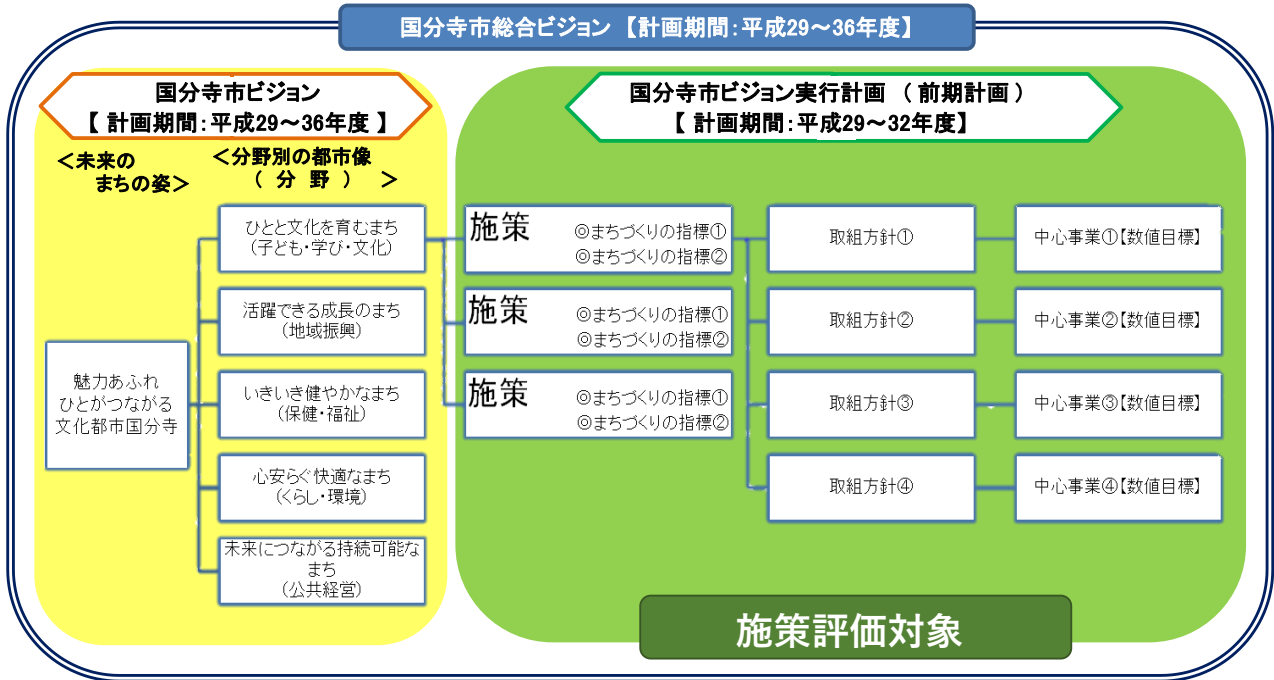 国分寺市総合ビジョン 【計画期間:平成29～36年度】
国分寺市ビジョン
【 計画期間:平成29～36年度 】
＜未来の
まちの姿＞
＜分野別の都市像
（ 分 野 ） ＞
魅力あふれ
ひとがつながる
文化都市国分寺
ひとと文化を育むまち
(子ども・学び・文化)
活躍できる成長のまち
(地域振興)
いきいき健やかなまち
(保健・福祉)
心安らぐ快適なまち
(くらし・環境)
未来につながる持続可能な
まち
(公共経営)
国分寺市ビジョン実行計画 （ 前期計画 ）
【 計画期間:平成29～32年度】
施策
◎まちづくりの指標①
◎まちづくりの指標②
施策
◎まちづくりの指標①
◎まちづくりの指標②
施策
◎まちづくりの指標①
◎まちづくりの指標②
取組方針①
中心事業①【数値目標】
取組方針②
中心事業②【数値目標】
取組方針③
中心事業③【数値目標】
取組方針④
中心事業④【数値目標】
施策評価対象